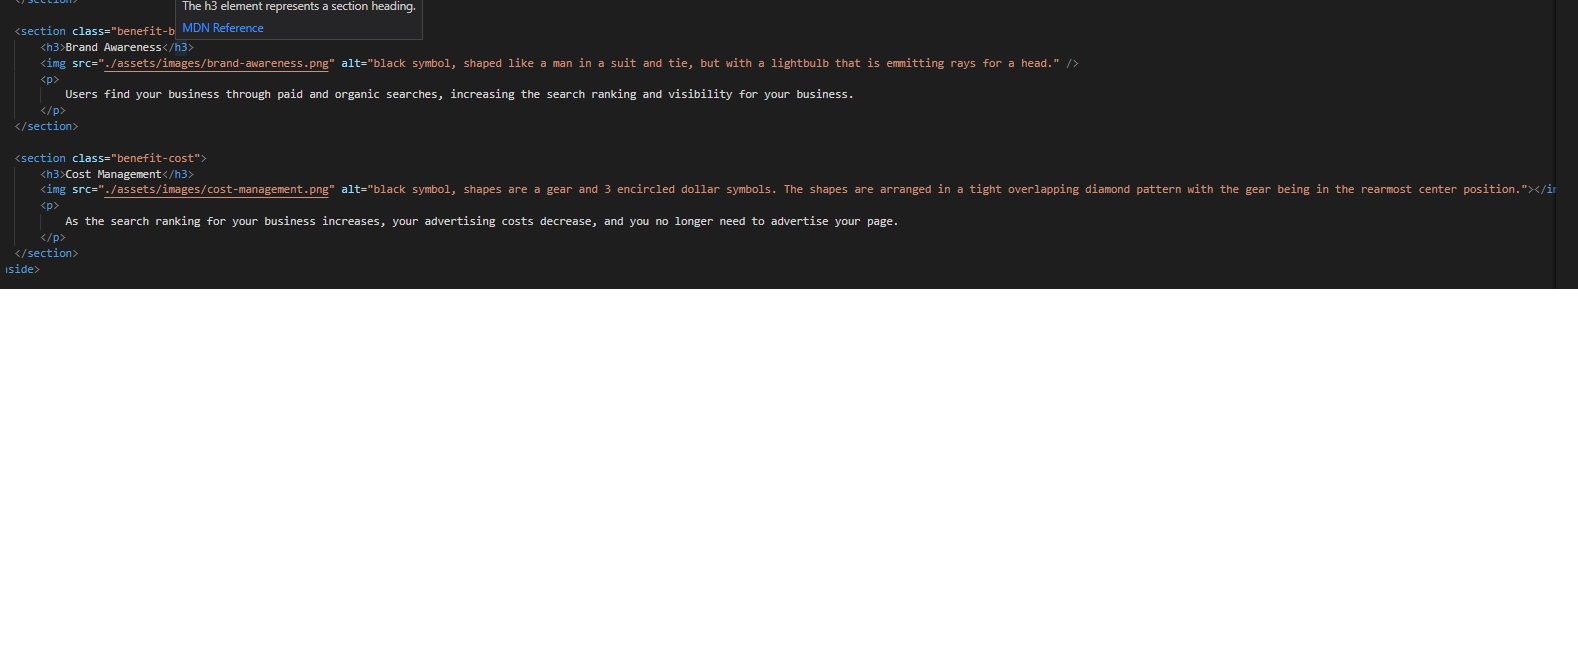 </section>
The h3 element represents a section heading.
MDN Reference
<section class="benefit-b
<h3>Brand Awareness</h3>
<img src="./assets/images/brand-awareness.png" alt="black symbol, shaped like a man in a suit and tie, but with a lightbulb that is emmitting rays for a head." />
<p>
Users find your business through paid and organic searches, increasing the search ranking and visibility for your business.
</p>
</section>
<section class="benefit-cost">
<h3>Cost Management</h3>
<img src="./assets/images/cost-management.png" alt="black symbol, shapes are a gear and 3 encircled dollar symbols. The shapes are arranged in a tight overlapping diamond pattern with the gear being in the rearmost center position."></i
<p>
As the search ranking for your business increases, your advertising costs decrease, and you no longer need to advertise your page.
</p>
</section>
side>